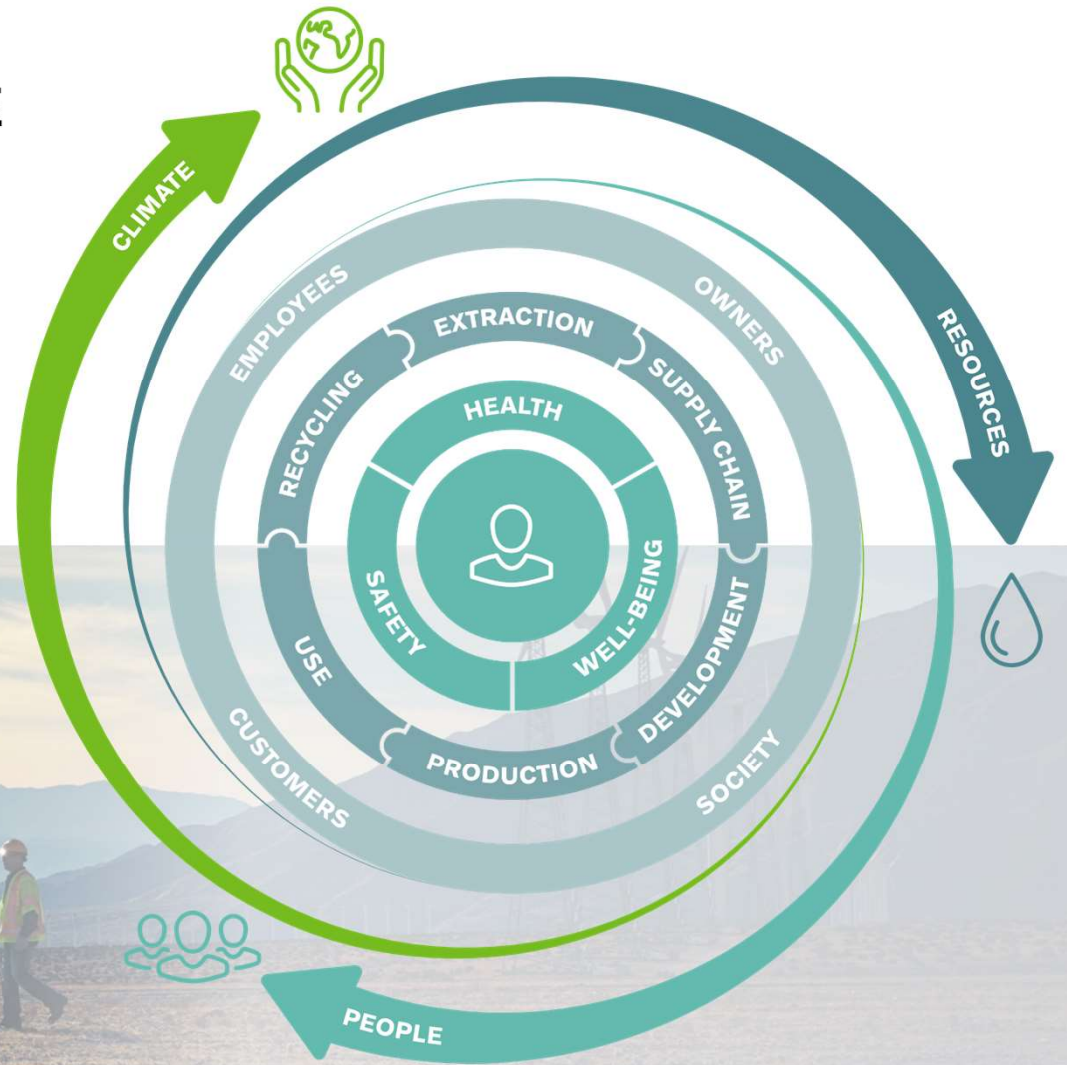 CLIMATE
RESOURCES
PEOPLE
EMPLOYEES
OWNERS
SOCIETY
CUSTOMERS
EXTRACTION
SUPPLY CHAIN
DEVELOPMENT
PRODUCTION
USE
RECYCLING
HEALTH
WELL-BEING
SAFETY